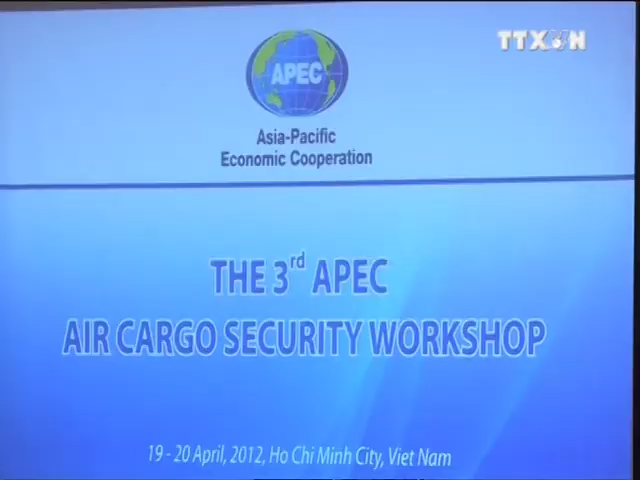 TTXVN
APEC
Asia-Pacific
Economic Cooperation
THE 3rd APEC
AIR CARGO SECURITY WORKSHOP
19 - 20 April, 2012, Ho Chi Minh City, Viet Nam